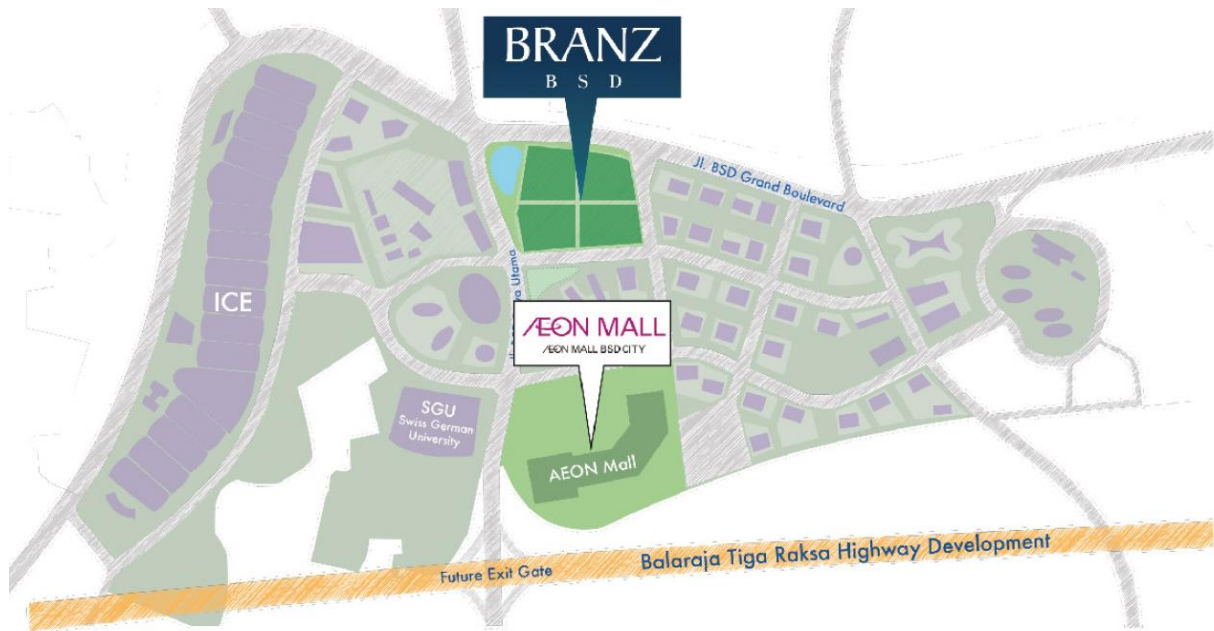 BRANZ
B S D
Jl. BSD Grand Boulevard
Utama
ICE
ÆON MALL
ÆON MALL BSD CITY
SGU
Swiss German
University
AEON Mall
Future Exit Gate
Balaraja Tiga Raksa Highway Development